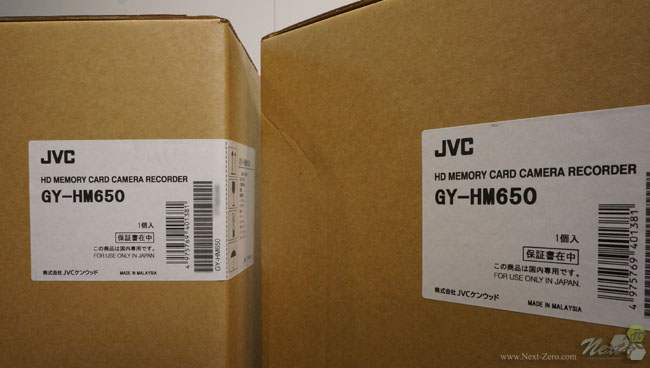 JVC
HD MEMORY CARD CAMERA RECORDER
GY-HM650
1個入
保証書在中
この商品は国内専用です。
FOR USE ONLY IN JAPAN.
株式会社 JVCケンウッド
MADE IN MALAYSIA
4 975769 401381
GY-HM650
JVC
HD MEMORY CARD CAMERA RECORDER
GY-HM650
1個入
保証書在中
この商品は国内専用です。
FOR USE ONLY IN JAPAN.
株式会社 JVCケンウッド
MADE IN MALAYSIA
4 975769 401381
www.Next-Zero.com